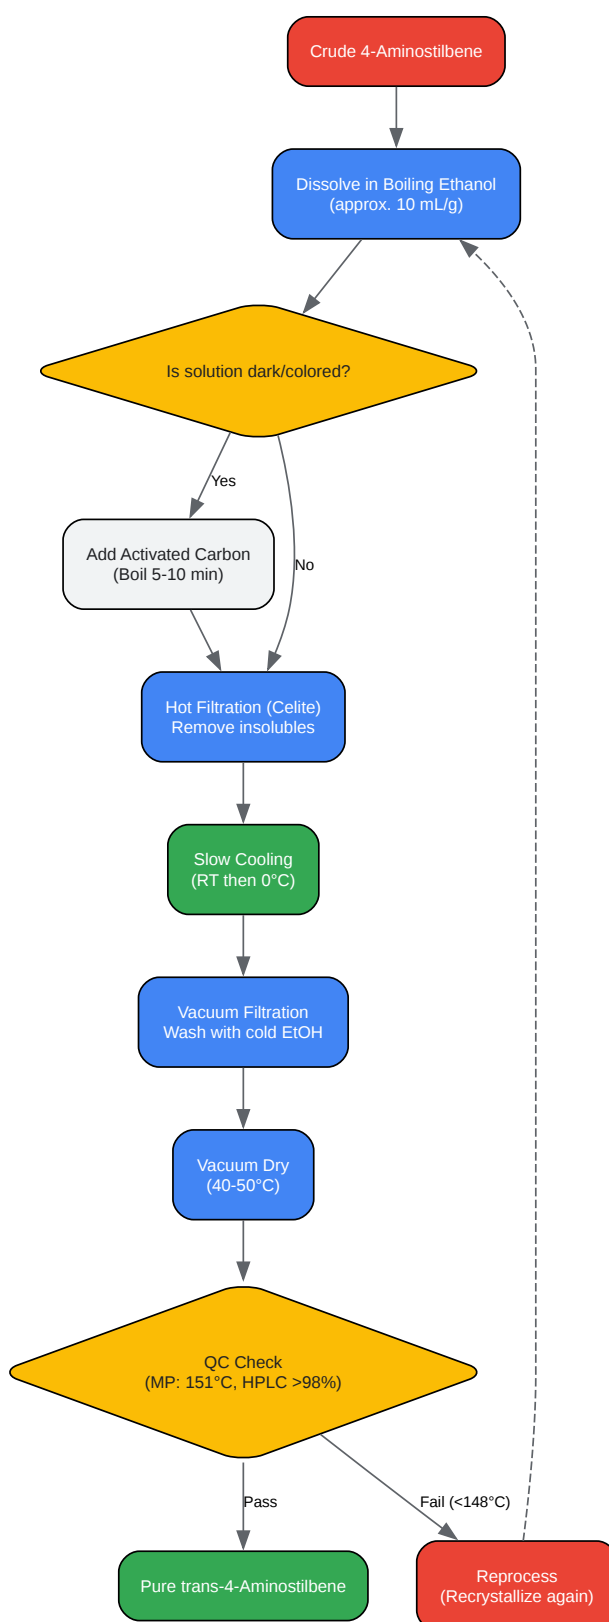 Crude 4-Aminostilbene
Dissolve in Boiling Ethanol
(approx. 10 mL/g)
Is solution dark/colored?
Yes
Add Activated Carbon
(Boil 5-10 min)
No
Hot Filtration (Celite)
Remove insolubles
Slow Cooling
(RT then 0°C)
Vacuum Filtration
Wash with cold EtOH
Vacuum Dry
(40-50°C)
QC Check
(MP: 151°C, HPLC >98%)
Pass
Fail (<148°C)
Pure trans-4-Aminostilbene
Reprocess
(Recrystallize again)